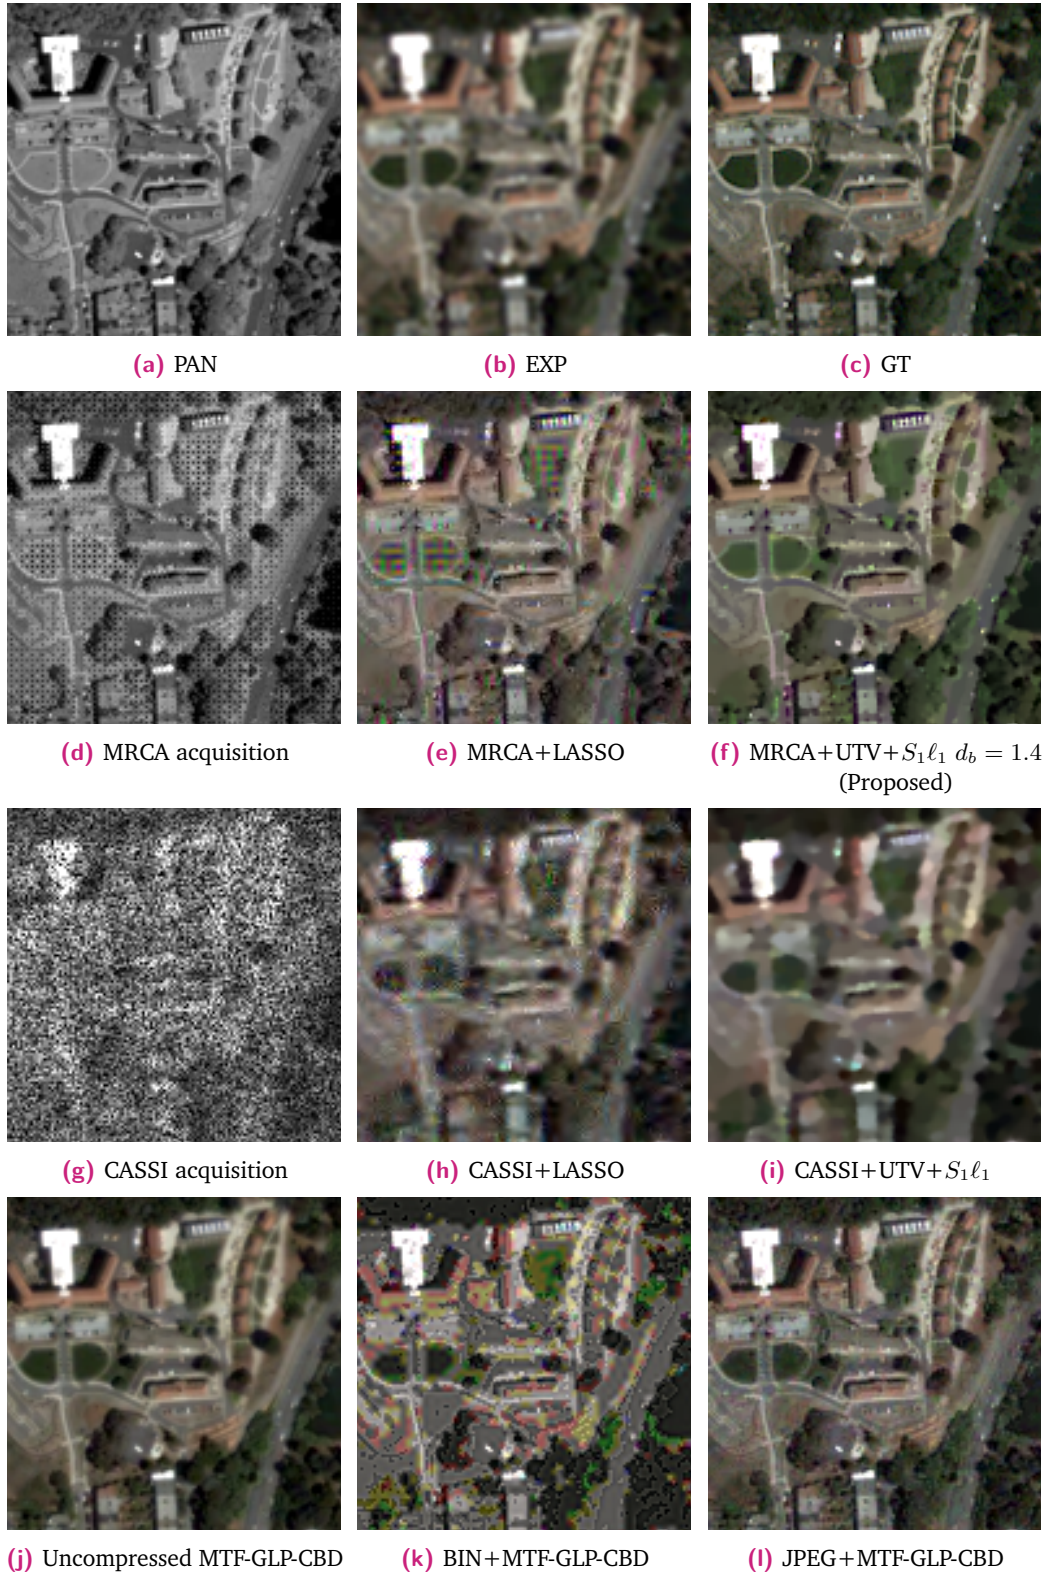 (a) PAN
(b) EXP
(c) GT
(d) MRCA acquisition
(e) MRCA+LASSO
(f) MRCA+UTV+S₁ℓ₁ d_b = 1.4
(Proposed)
(g) CASSI acquisition
(h) CASSI+LASSO
(i) CASSI+UTV+S₁ℓ₁
(j) Uncompressed MTF-GLP-CBD
(k) BIN+MTF-GLP-CBD
(l) JPEG+MTF-GLP-CBD